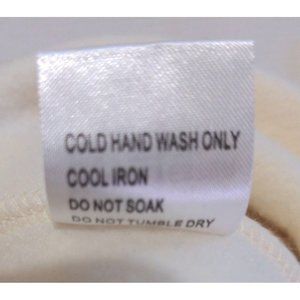 COLD HAND WASH ONLY
COOL IRON
DO NOT SOAK
DO NOT TUMBLE DRY